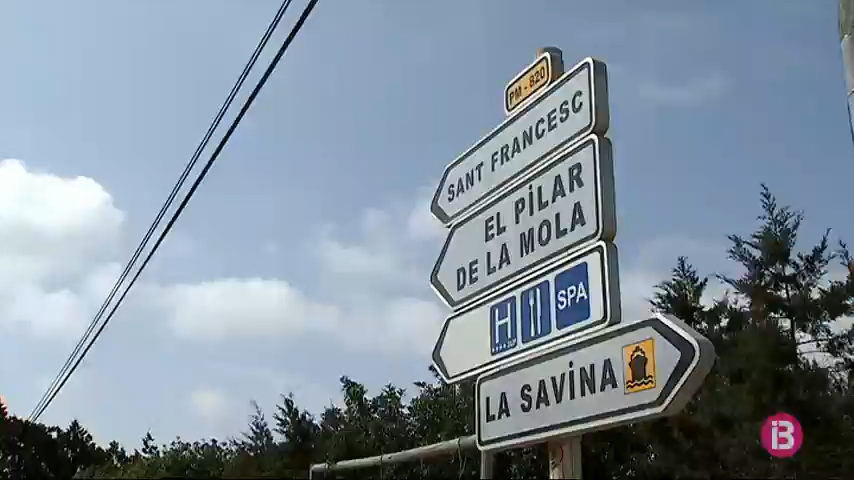 PM - 820
SANT FRANCESC
EL PiLAR
DE LA MOLA
H SPA
LA SAViNA
iB